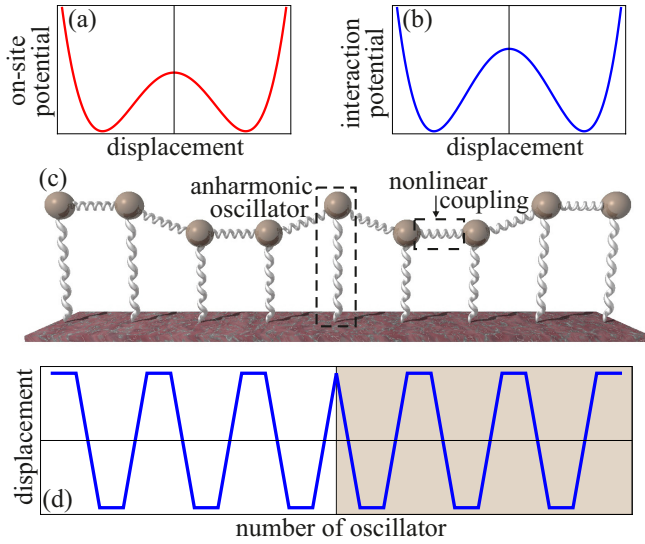 (a)
on-site
potential
displacement
(b)
interaction
potential
displacement
(c)
anharmonic
oscillator
nonlinear
coupling
displacement
(d)
number of oscillator